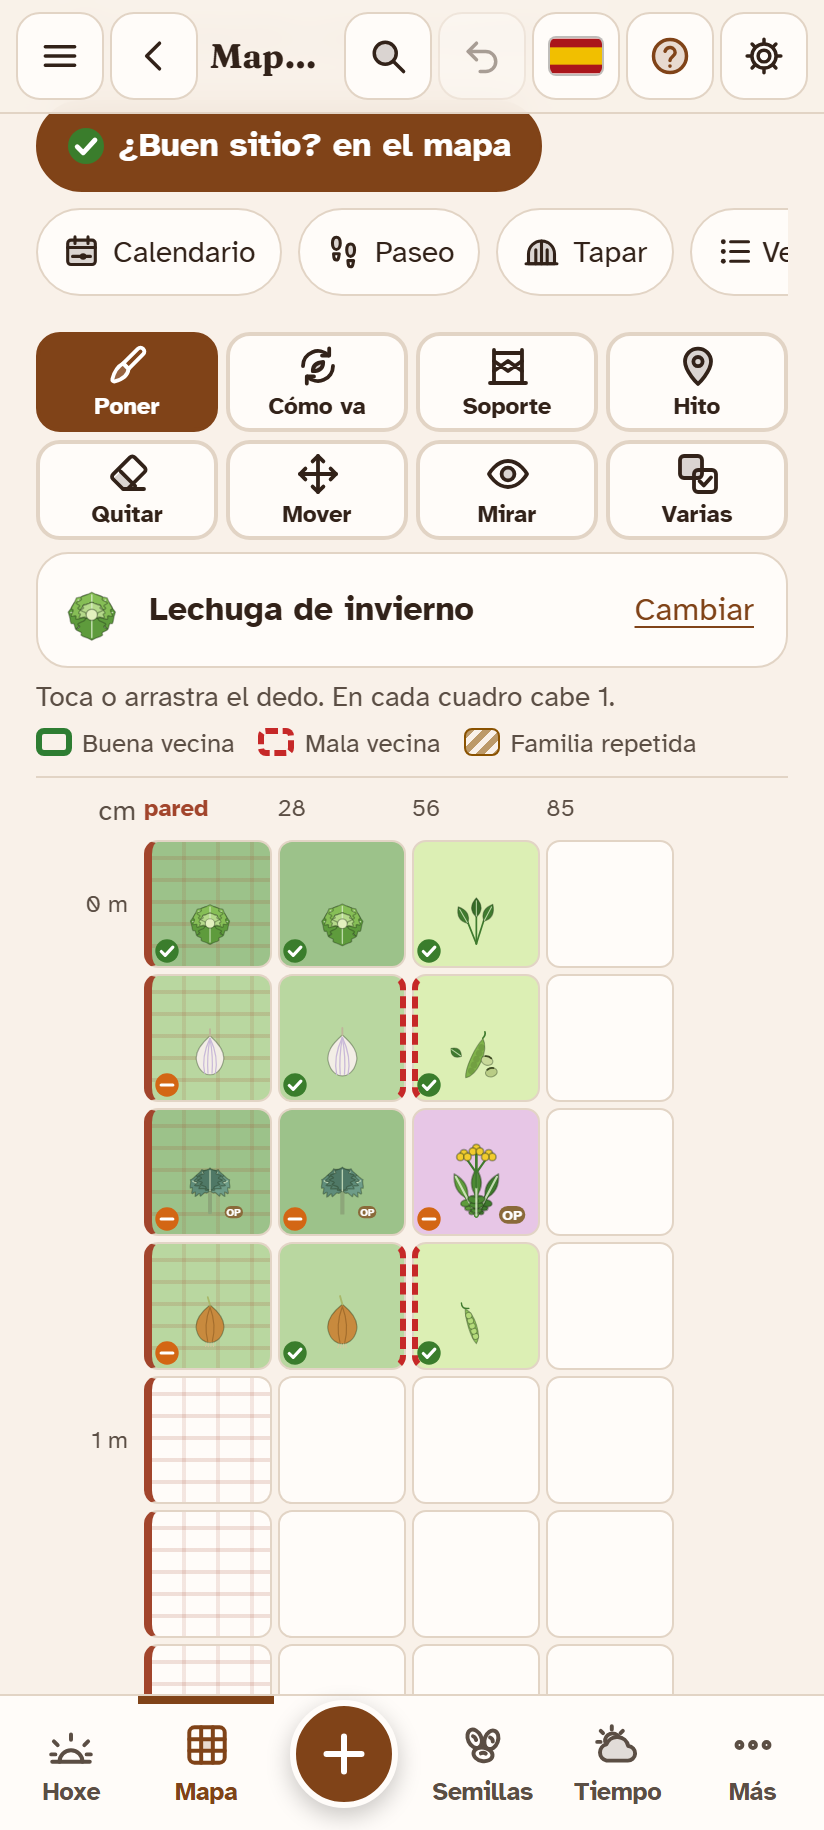 Map...
¿Buen sitio? en el mapa
Calendario
Paseo
Tapar
Ve
Poner
Cómo va
Soporte
Hito
Quitar
Mover
Mirar
Varias
Lechuga de invierno
Cambiar
Toca o arrastra el dedo. En cada cuadro cabe 1.
Buena vecina
Mala vecina
Familia repetida
cm pared 28 56 85
0 m
OP
OP
OP
1 m
Hoxe
Mapa
Semillas
Tiempo
Más